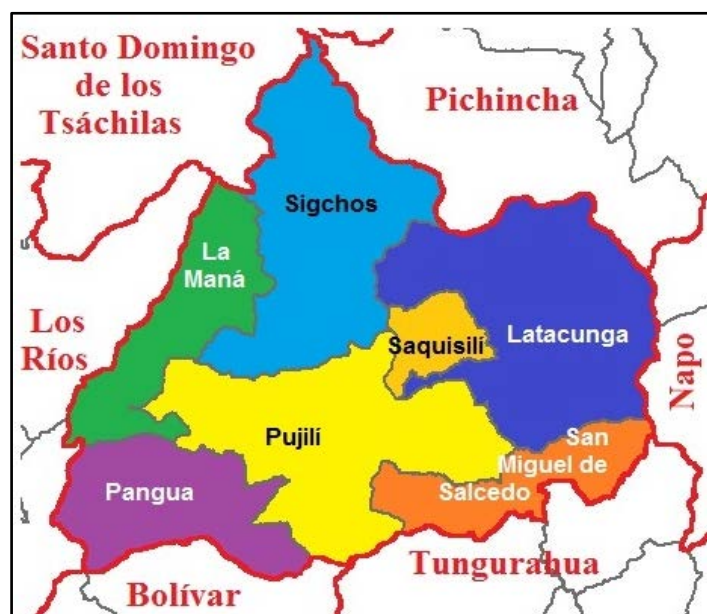 Santo Domingo
de los
Tsáchilas
Pichincha
Sigchos
La
Maná
Los
Ríos
Saquisilí
Latacunga
Napo
Pujilí
San
Miguel de
Salcedo
Pangua
Tungurahua
Bolívar